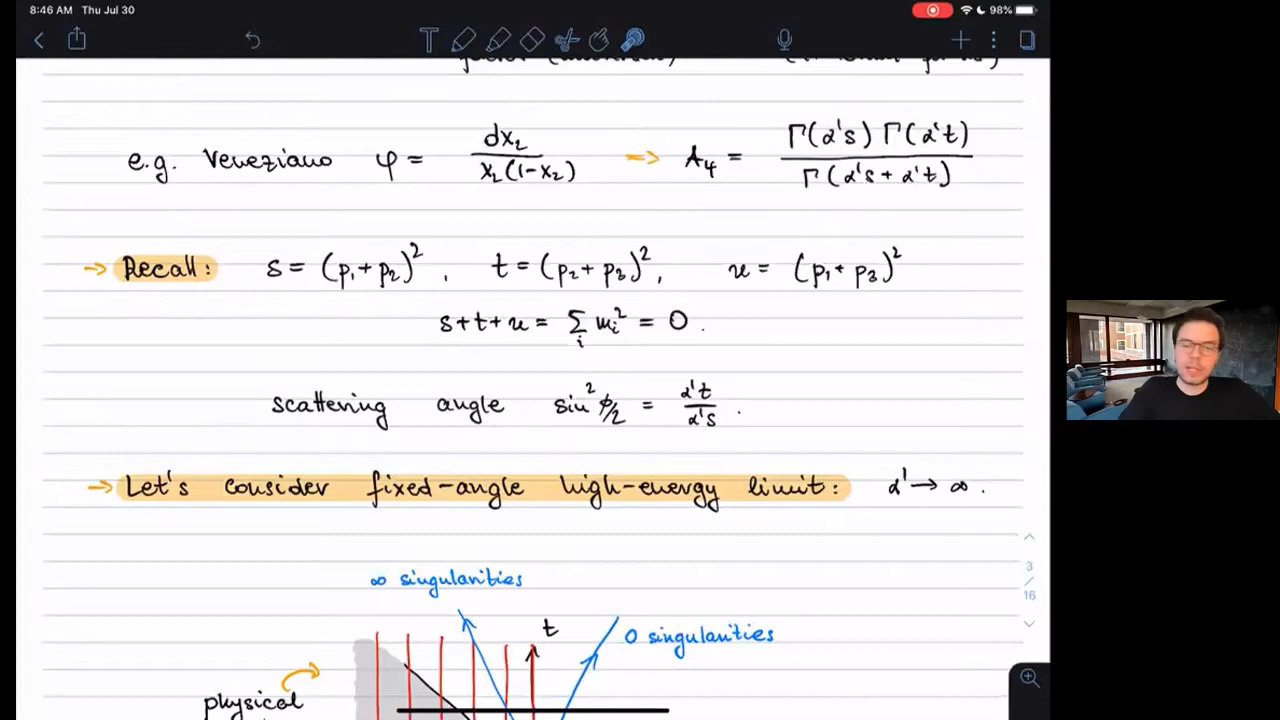 8:46 AM Thu Jul 30
98%
e.g. Veneziano φ = dx₂ / x₂(1-x₂) → A₄ = Γ(α's) Γ(α't) / Γ(α's + α't)
→ Recall: s = (p₁+p₂)², t = (p₂+p₃)², u = (p₁+p₃)²
s+t+u = Σᵢ mᵢ² = 0.
scattering angle sin² ϕ/2 = α't / α's.
→ Let's consider fixed-angle high-energy limit: α' → ∞.
3
/
16
∞ singularities
t
0 singularities
physical